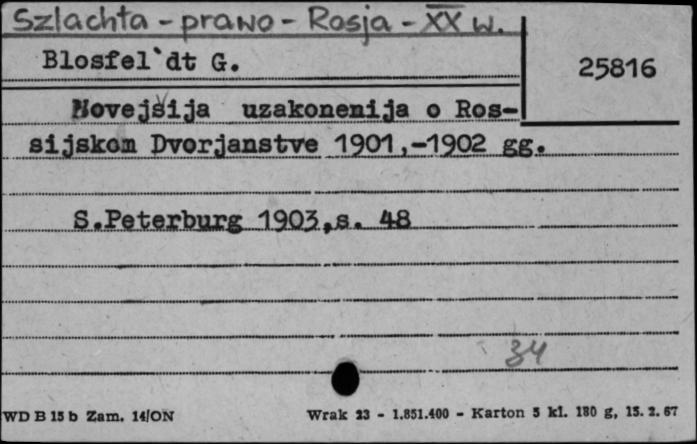 Szlachta - prawo - Rosja - XX w.
Blosfel`dt G.
25816
Novejšija uzakonenija o Ros-
sijskom Dvorjanstve 1901,-1902 gg.
S.Peterburg 1903,s. 48
34
WD B 15 b Zam. 14/ON
Wrak 23 - 1.851.400 - Karton 5 kl. 180 g, 15. 2. 67